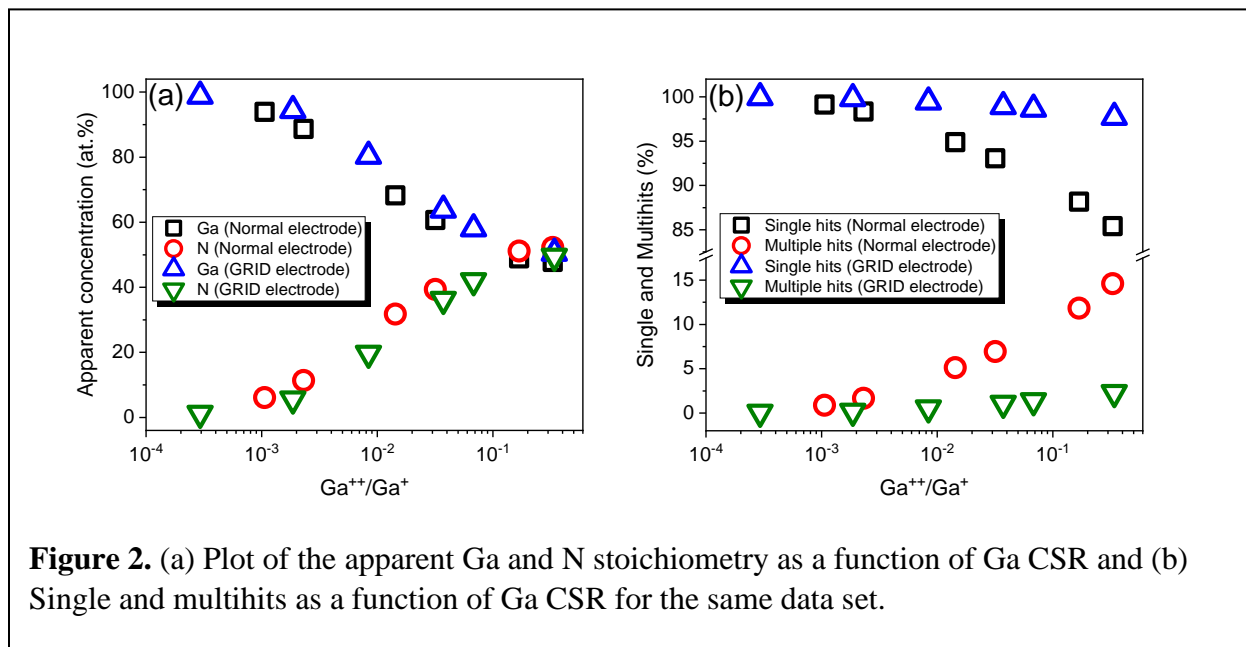 (a)
100
80
60
40
20
0
Apparent concentration (at.%)
Ga (Normal electrode)
N (Normal electrode)
Ga (GRID electrode)
N (GRID electrode)
10⁻⁴ 10⁻³ 10⁻² 10⁻¹
Ga⁺⁺/Ga⁺
(b)
100
95
90
85
15
10
5
0
Single and Multihits (%)
Single hits (Normal electrode)
Multiple hits (Normal electrode)
Single hits (GRID electrode)
Multiple hits (GRID electrode)
10⁻⁴ 10⁻³ 10⁻² 10⁻¹
Ga⁺⁺/Ga⁺
Figure 2. (a) Plot of the apparent Ga and N stoichiometry as a function of Ga CSR and (b)
Single and multihits as a function of Ga CSR for the same data set.